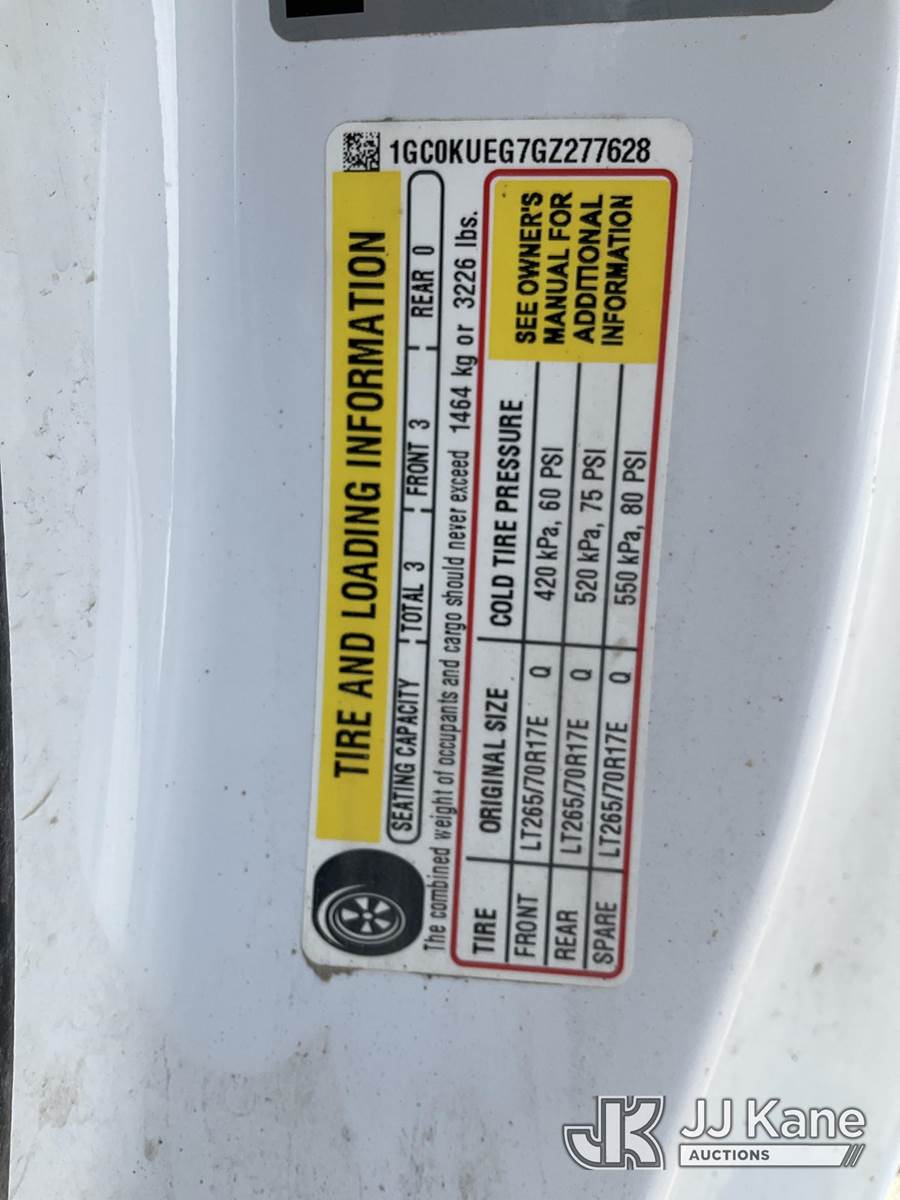 1GC0KUEG7GZ277628
TIRE AND LOADING INFORMATION
SEATING CAPACITY TOTAL 3 FRONT 3 REAR 0
The combined weight of occupants and cargo should never exceed 1464 kg or 3226 lbs.
TIRE ORIGINAL SIZE COLD TIRE PRESSURE
FRONT LT265/70R17E Q 420 kPa, 60 PSI
REAR LT265/70R17E Q 520 kPa, 75 PSI
SPARE LT265/70R17E Q 550 kPa, 80 PSI
SEE OWNER'S
MANUAL FOR
ADDITIONAL
INFORMATION
JK JJ Kane
AUCTIONS